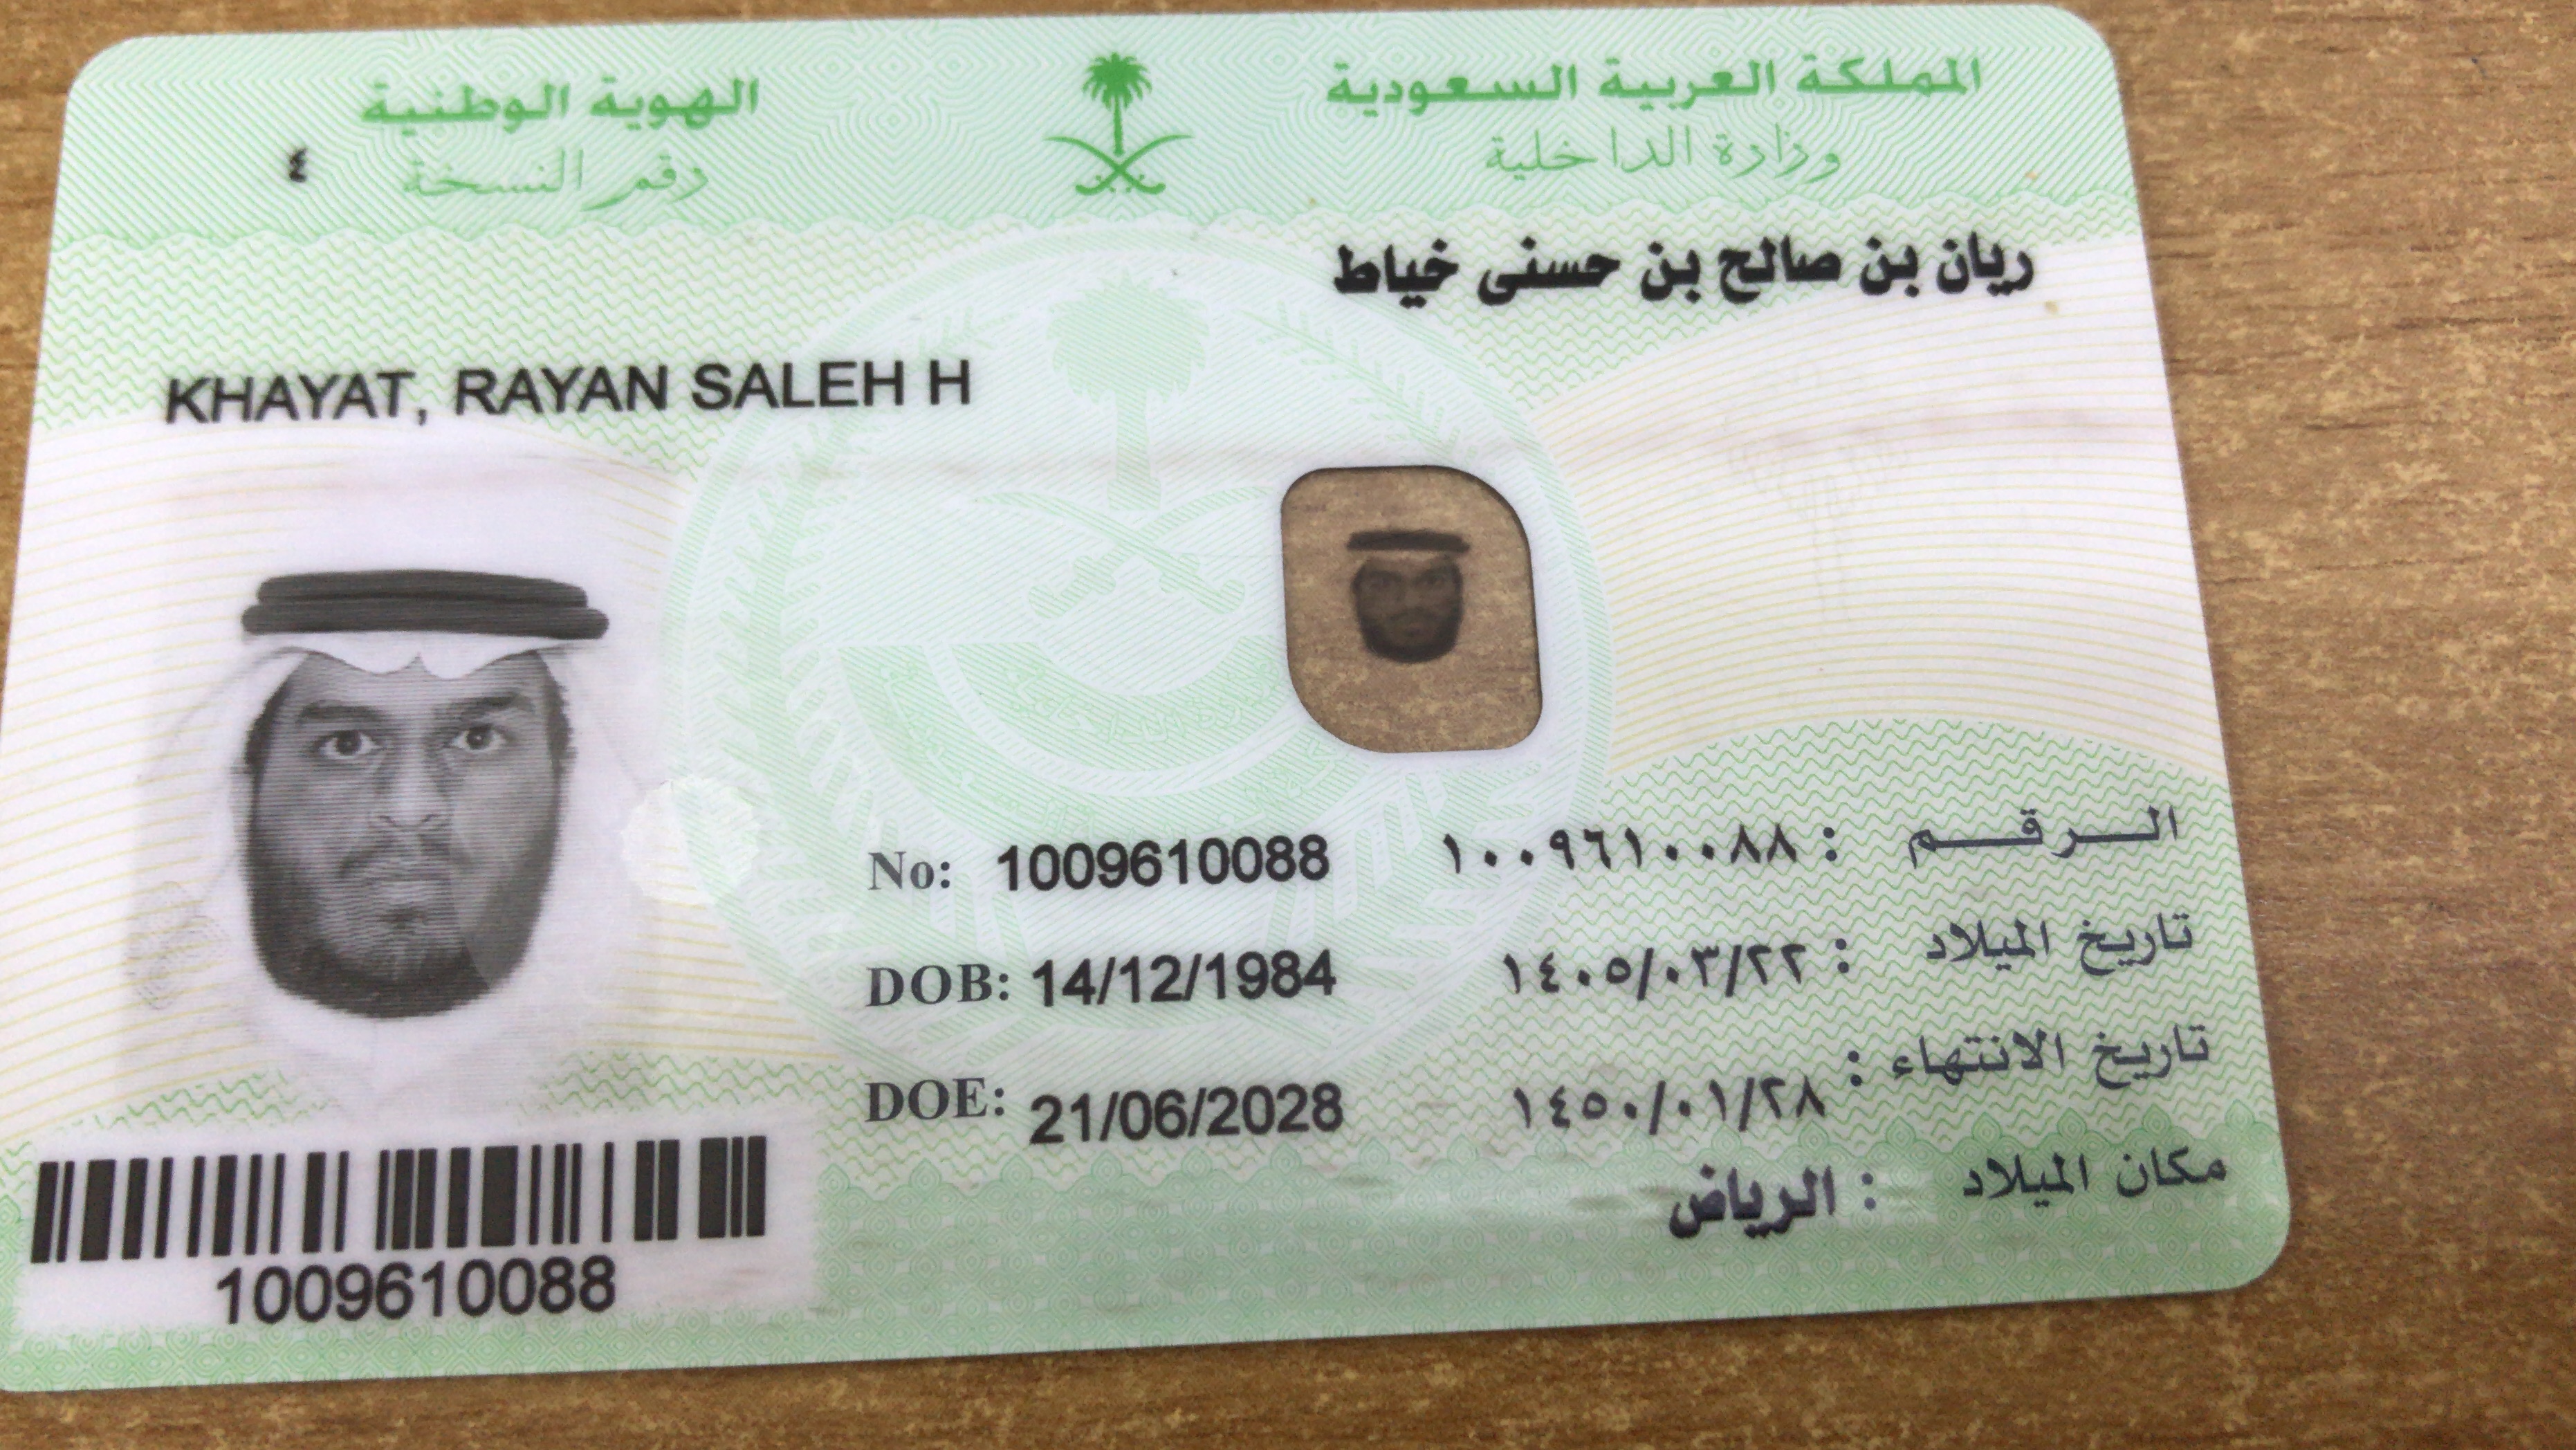 المملكة العربية السعودية
وزارة الداخلية
الهوية الوطنية
رقم النسخة ٤
ريان بن صالح بن حسنى خياط
KHAYAT, RAYAN SALEH H
الـــرقـــم : ١٠٠٩٦١٠٠٨٨
No: 1009610088
تاريخ الميلاد : ١٤٠٥/٠٣/٢٢
DOB: 14/12/1984
تاريخ الانتهاء : ١٤٥٠/٠١/٢٨
DOE: 21/06/2028
مكان الميلاد : الرياض
1009610088